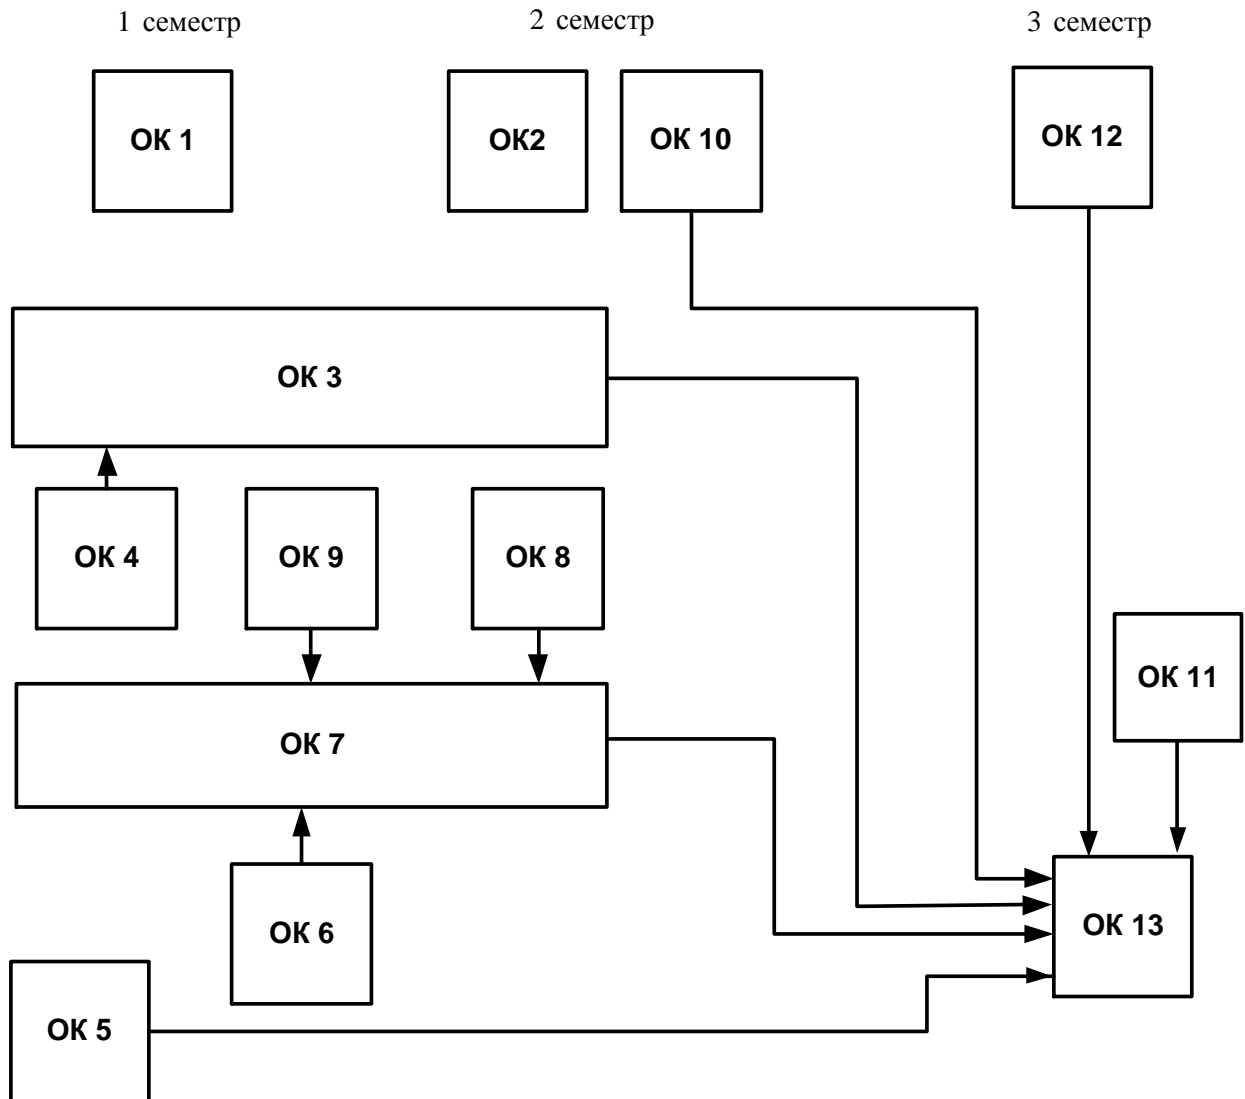 1 семестр 2 семестр 3 семестр
ОК 1 ОК2 ОК 10 ОК 12
ОК 3
ОК 4 ОК 9 ОК 8
ОК 11
ОК 7
ОК 6 ОК 13
ОК 5